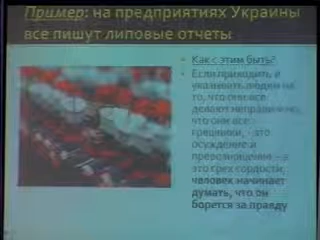 Пример: на предприятиях Украины
все пишут липовые отчеты
Как с этим быть?
Если приходить и
указывать людям на
то, что они все
делают неправильно,
что они все
грешники, - это
осуждение и
превозношение, - а
это грех гордости,
человек начинает
думать, что он
борется за правду